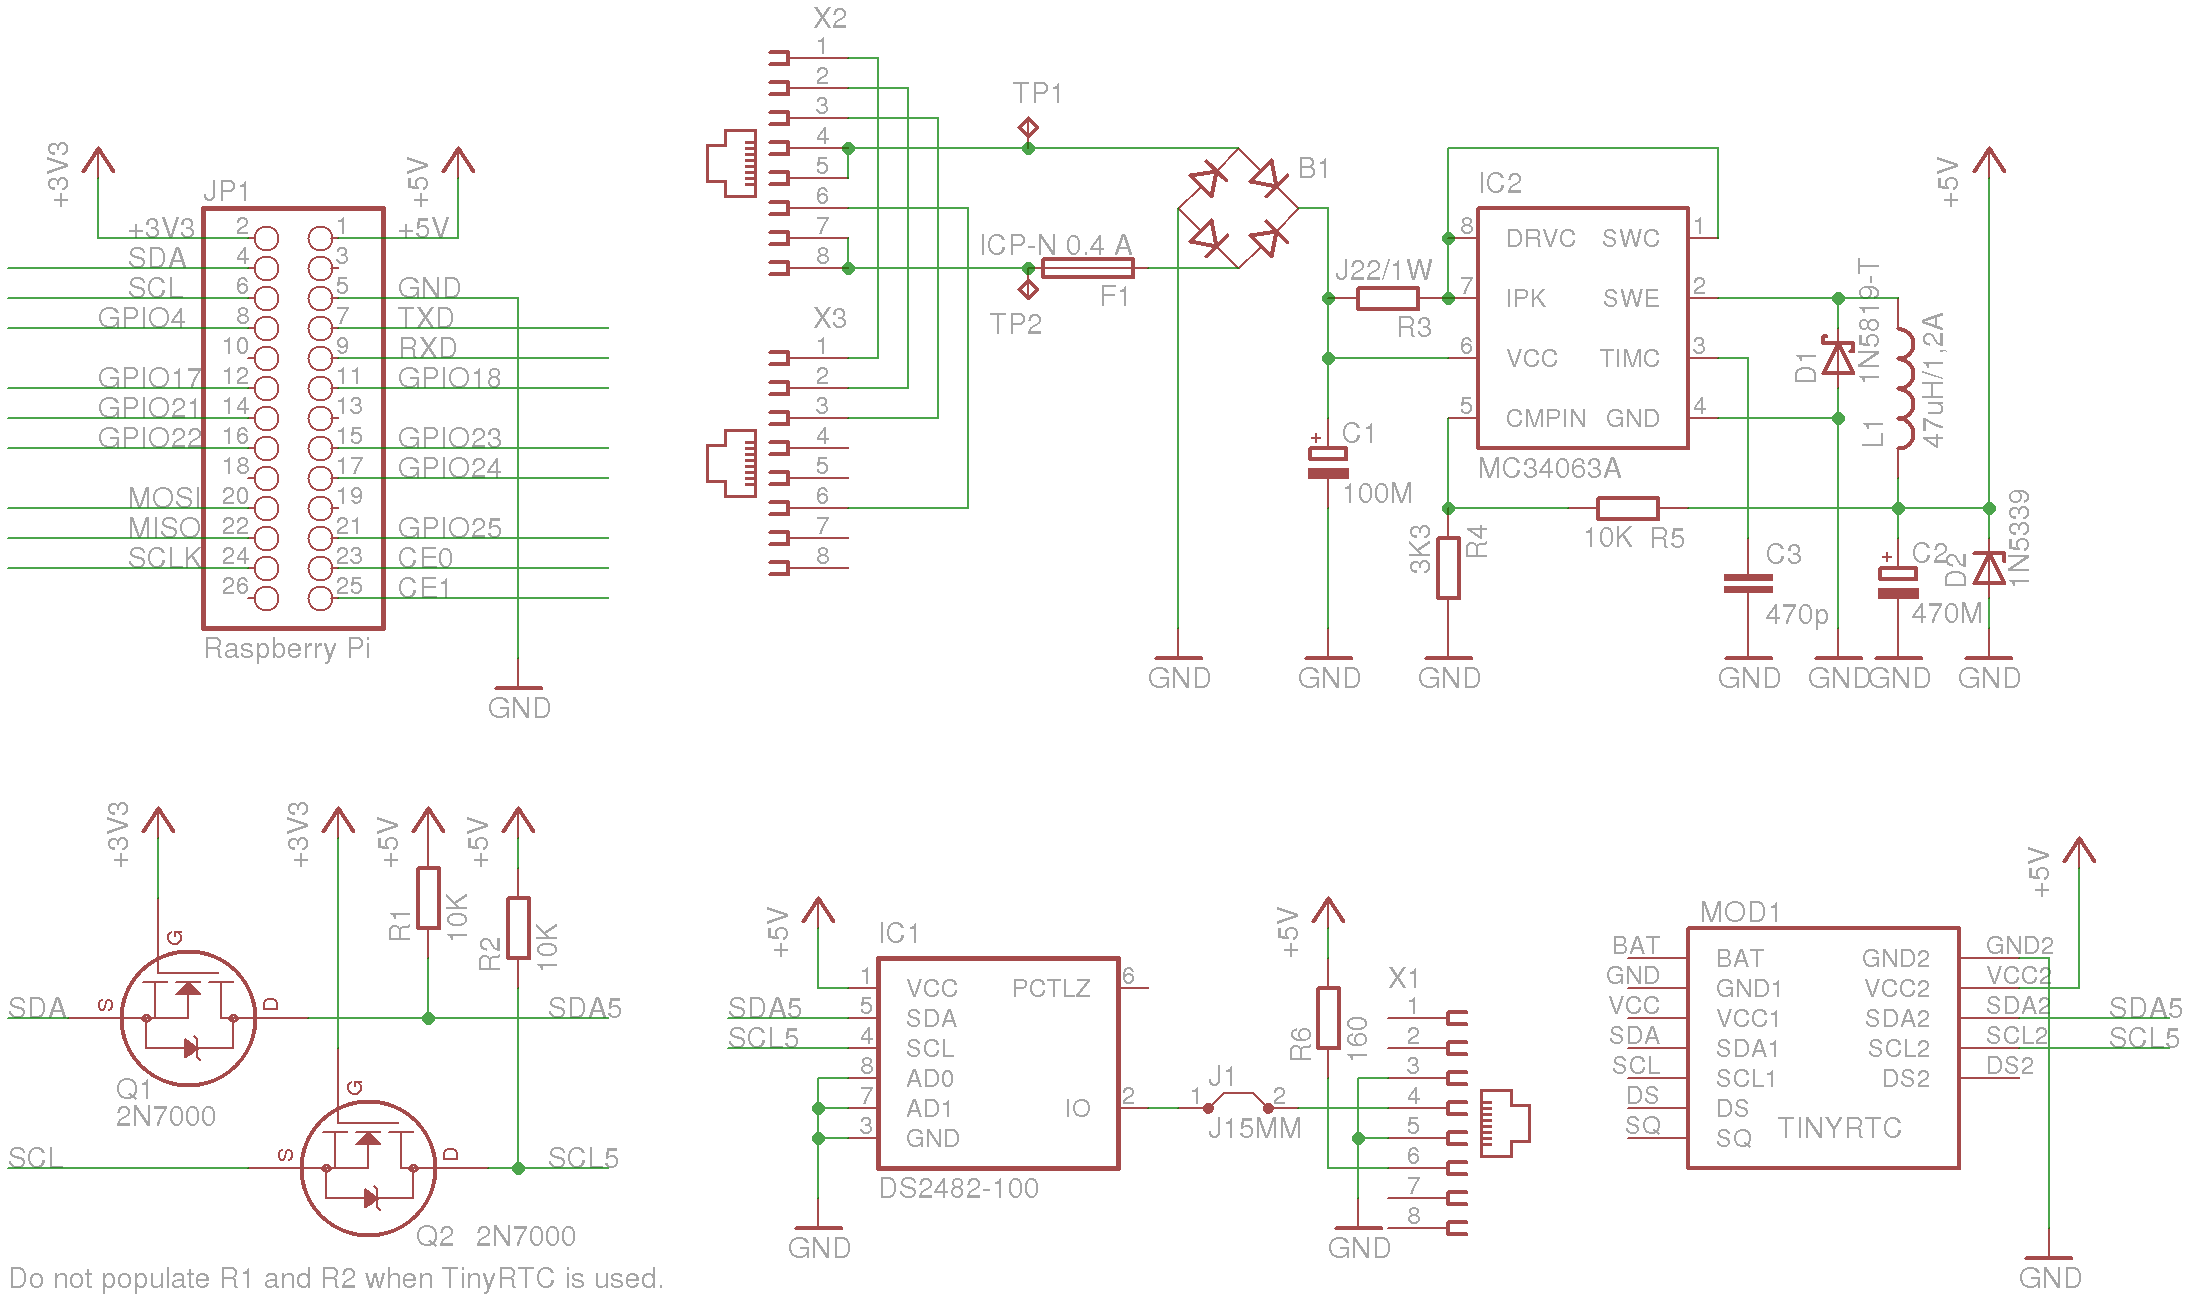 JP1
+3V3
+5V
+3V3 2 1 +5V
SDA 4 3
SCL 6 5 GND
GPIO4 8 7 TXD
10 9 RXD
GPIO17 12 11 GPIO18
GPIO21 14 13
GPIO22 16 15 GPIO23
18 17 GPIO24
MOSI 20 19
MISO 22 21 GPIO25
SCLK 24 23 CE0
26 25 CE1
Raspberry Pi
GND
X2
1
2
3
4
5
6
7
8
X3
1
2
3
4
5
6
7
8
TP1
ICP-N 0.4 A
F1
TP2
B1
GND
J22/1W
R3
C1
+
100M
GND
IC2
8 DRVC SWC 1
7 IPK SWE 2
6 VCC TIMC 3
5 CMPIN GND 4
MC34063A
3K3
R4
GND
10K R5
C3
470p
GND
D1
1N5819-T
GND
L1
47uH/1,2A
+5V
C2
+
470M
GND
D2
1N5339
GND
+3V3
G
SDA S D SDA5
Q1
2N7000
+3V3
G
SCL S D SCL5
Q2 2N7000
+5V
R1
10K
+5V
R2
10K
Do not populate R1 and R2 when TinyRTC is used.
+5V
IC1
1 VCC PCTLZ 6
SDA5 5 SDA
SCL5 4 SCL
8 AD0
7 AD1 IO 2
3 GND
DS2482-100
GND
J1
1 2
J15MM
+5V
R6
160
X1
1
2
3
4
5
6
7
8
GND
MOD1
+5V
BAT BAT GND2 GND2
GND GND1 VCC2 VCC2
VCC VCC1 SDA2 SDA2 SDA5
SDA SDA1 SCL2 SCL2 SCL5
SCL SCL1 DS2 DS2
DS DS
SQ SQ
TINYRTC
GND